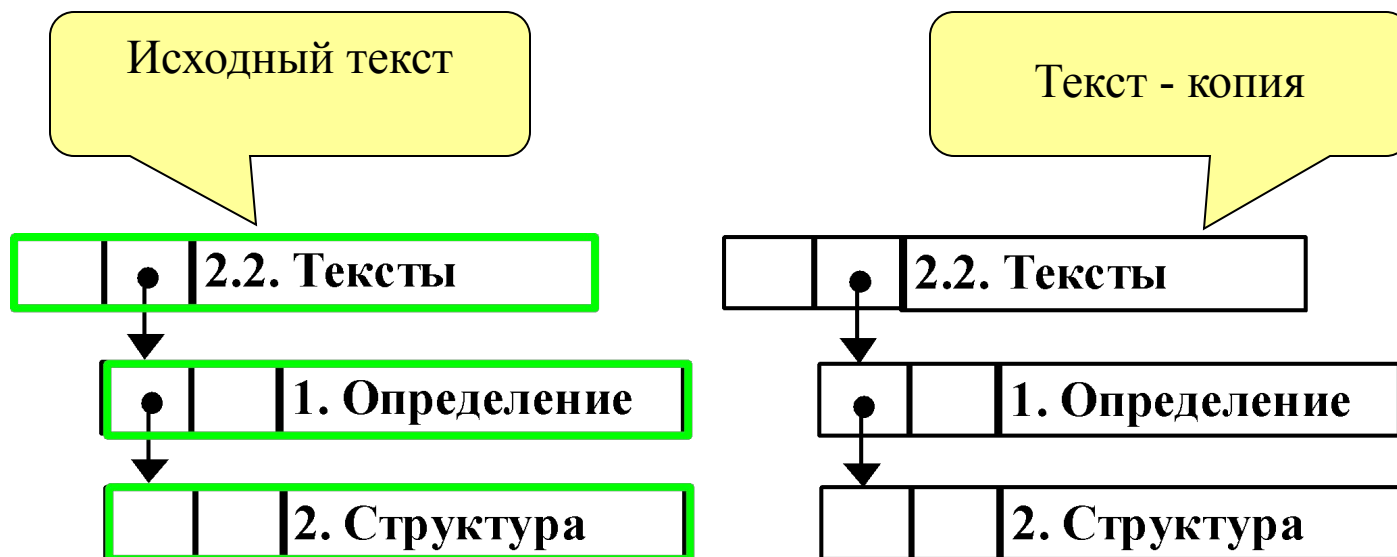 Исходный текст
Текст - копия
2.2. Тексты
2.2. Тексты
1. Определение
1. Определение
2. Структура
2. Структура